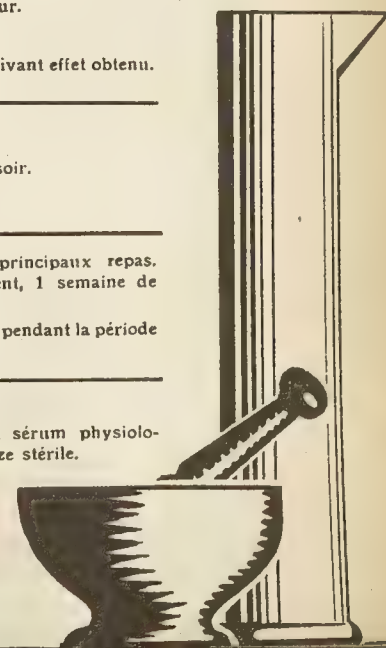 ur.
ivant effet obtenu.
soir.
principaux repas.
ent, 1 semaine de
pendant la période
sérum physiolo-
ze stérile.